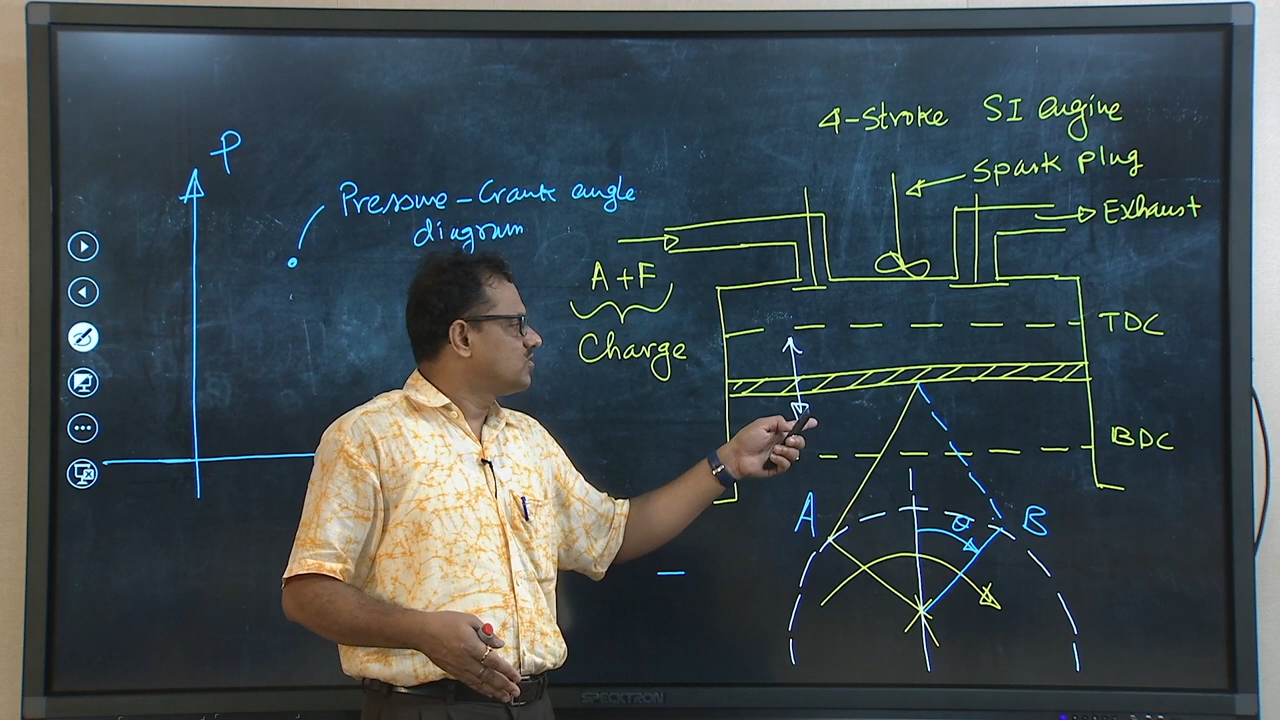 P
Pressure-Crank angle
diagram
4-Stroke SI engine
Spark plug
Exhaust
A+F
Charge
TDC
BDC
A
θ
B
SPECKTRON